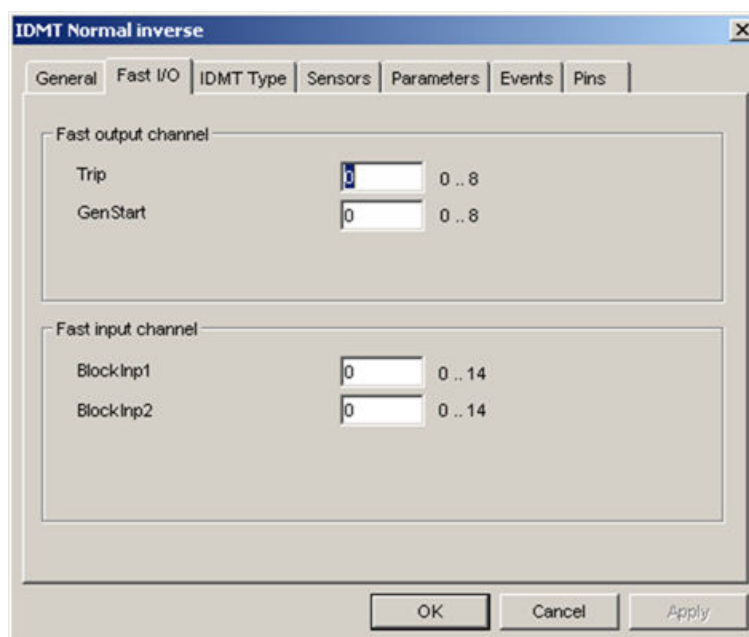 IDMT Normal inverse
General Fast I/O IDMT Type Sensors Parameters Events Pins
Fast output channel
Trip 0 0 .. 8
GenStart 0 0 .. 8
Fast input channel
BlockInp1 0 0 .. 14
BlockInp2 0 0 .. 14
OK Cancel Apply